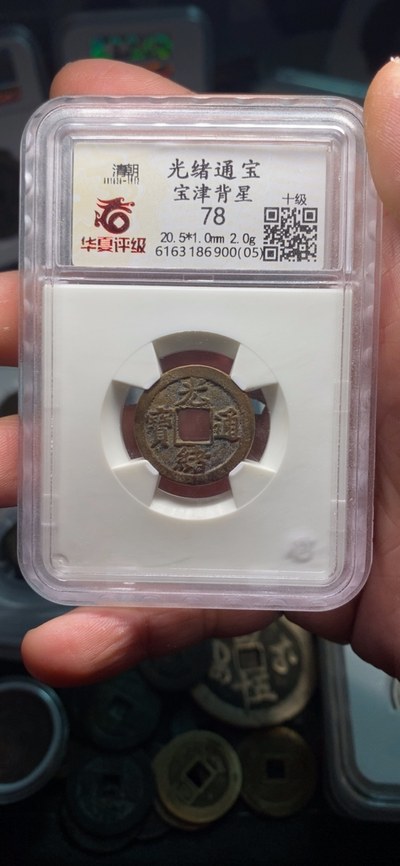 清朝
光绪通宝
宝津背星
78
十级
华夏评级
20.5*1.0mm 2.0g
6163186900(05)
光
通
寶
緒